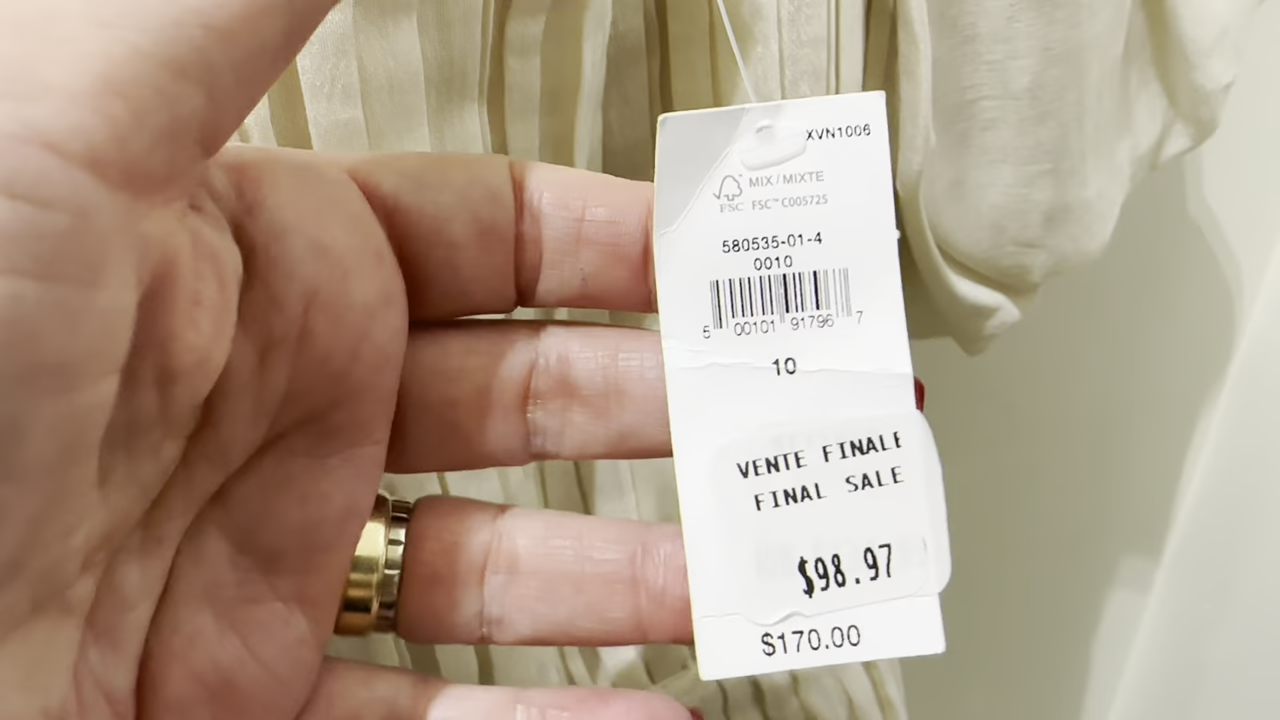 XVN1006
MIX / MIXTE
FSC FSC™ C005725
580535-01-4
0010
5 00101 91796 7
10
VENTE FINALE
FINAL SALE
$98.97
$170.00